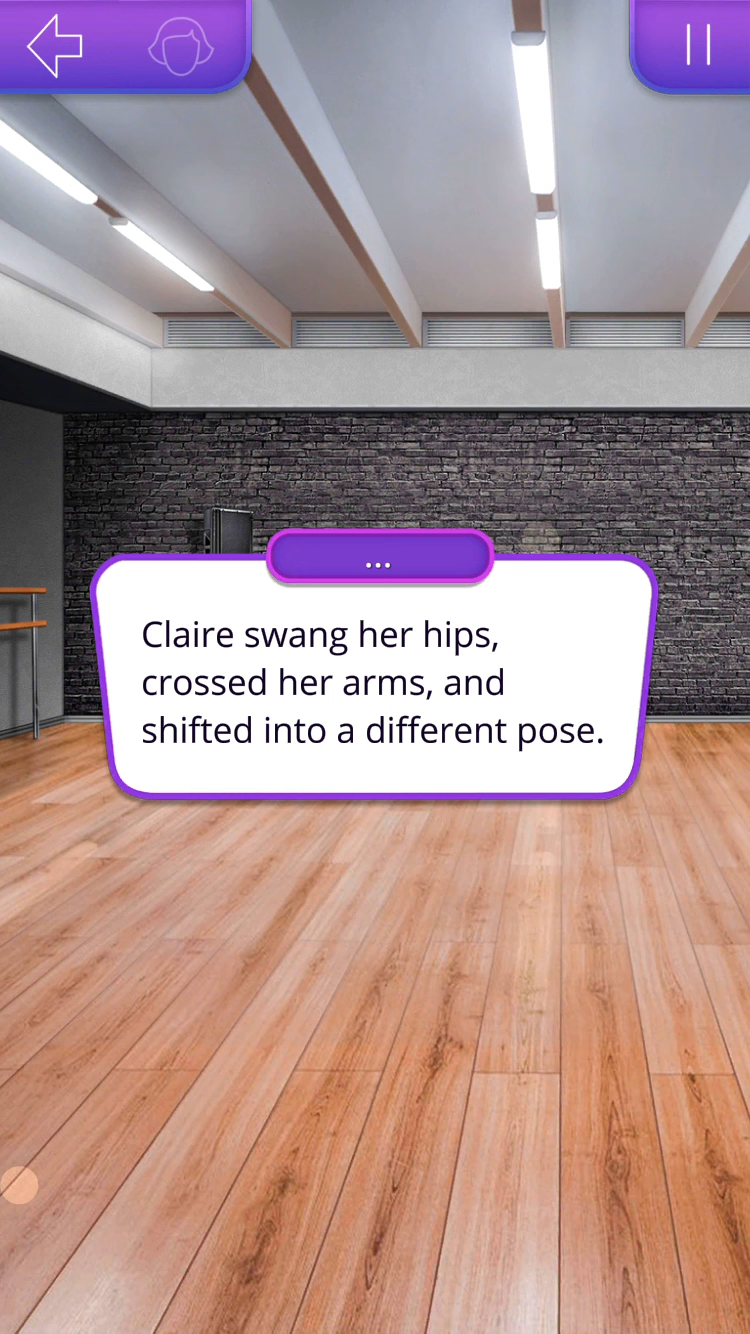 ...
Claire swang her hips,
crossed her arms, and
shifted into a different pose.